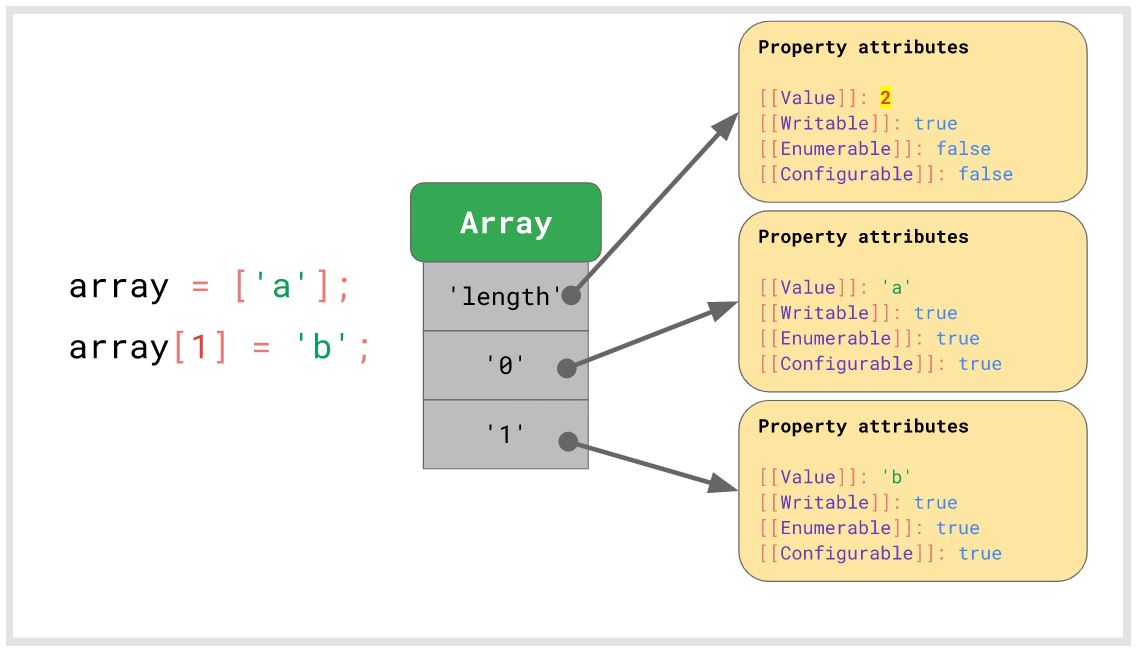 array = ['a'];
array[1] = 'b';
Array
'length'
'0'
'1'
Property attributes
[[Value]]: 2
[[Writable]]: true
[[Enumerable]]: false
[[Configurable]]: false
Property attributes
[[Value]]: 'a'
[[Writable]]: true
[[Enumerable]]: true
[[Configurable]]: true
Property attributes
[[Value]]: 'b'
[[Writable]]: true
[[Enumerable]]: true
[[Configurable]]: true